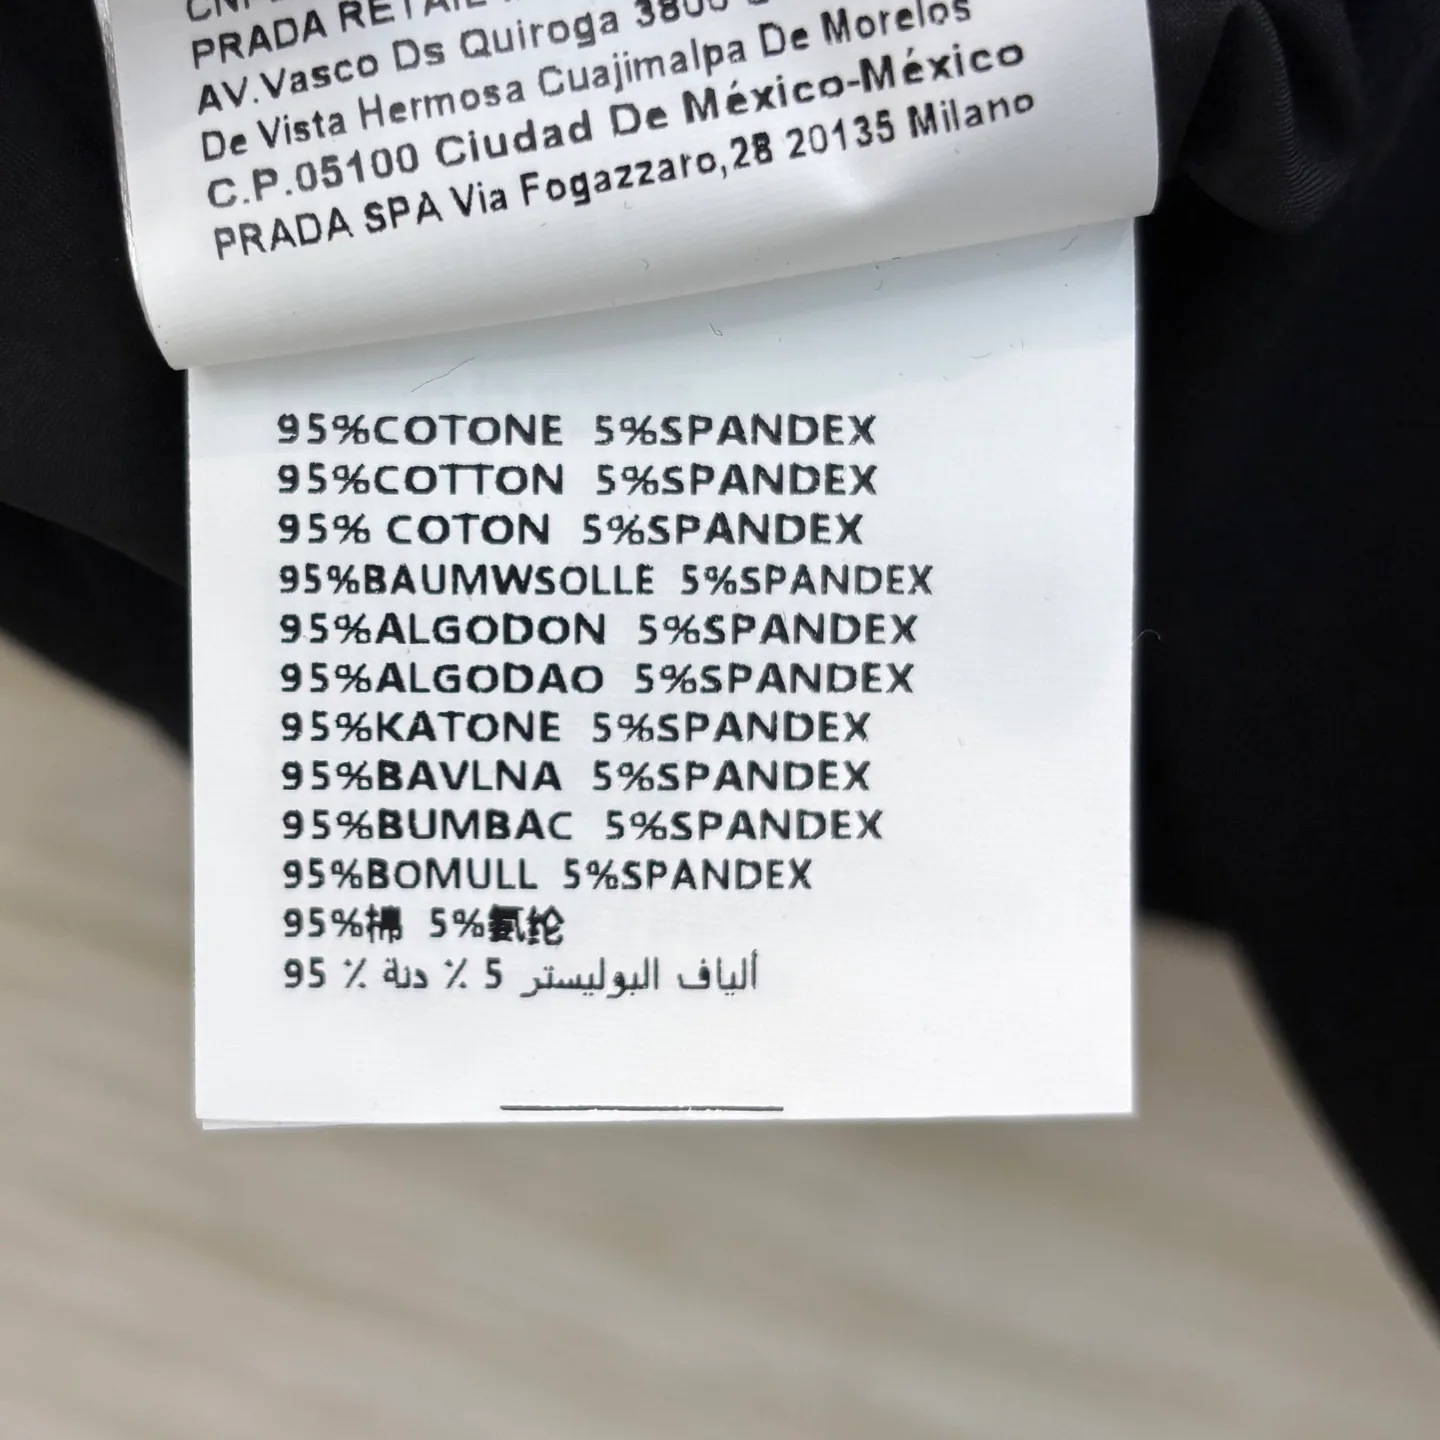 PRADA RETAIL
AV.Vasco Ds Quiroga 3800
De Vista Hermosa Cuajimalpa De Morelos
C.P.05100 Ciudad De México-México
PRADA SPA Via Fogazzaro,28 20135 Milano
95%COTONE 5%SPANDEX
95%COTTON 5%SPANDEX
95% COTON 5%SPANDEX
95%BAUMWSOLLE 5%SPANDEX
95%ALGODON 5%SPANDEX
95%ALGODAO 5%SPANDEX
95%KATONE 5%SPANDEX
95%BAVLNA 5%SPANDEX
95%BUMBAC 5%SPANDEX
95%BOMULL 5%SPANDEX
95%棉 5%氨纶
95 ٪ دنة ٪ 5 ألياف البوليستر